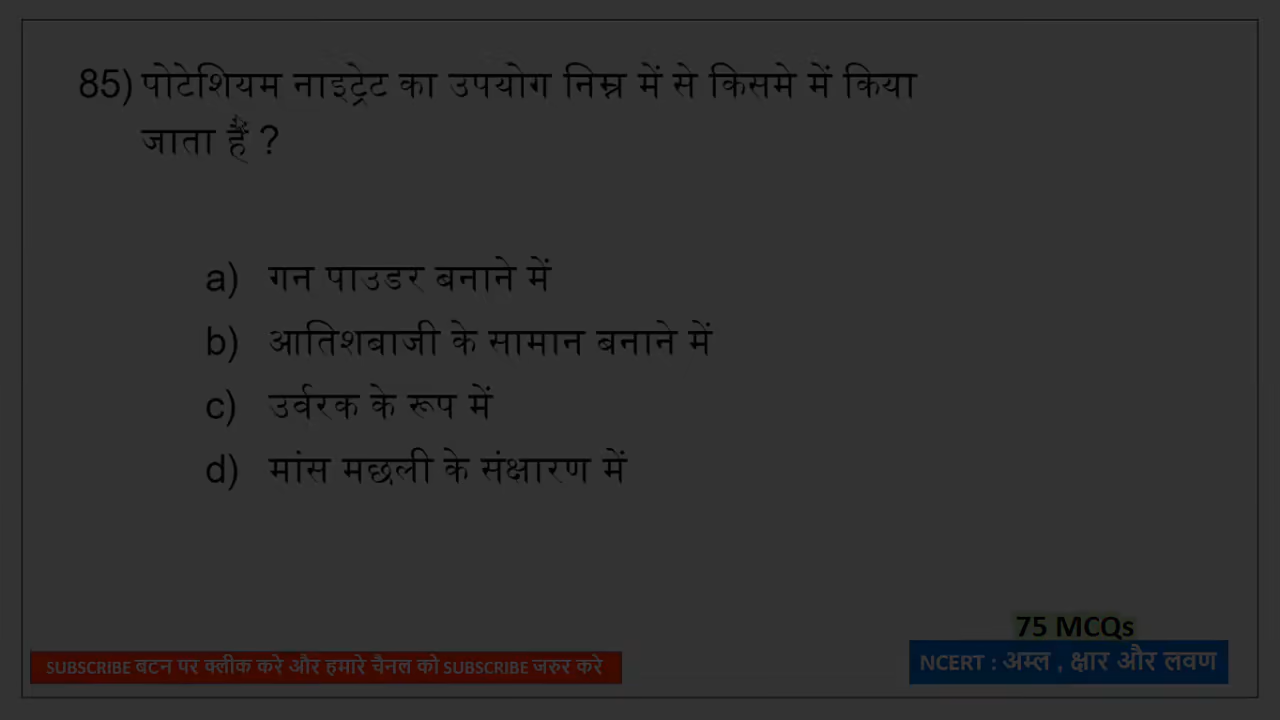 85) पोटेशियम नाइट्रेट का उपयोग निम्न में से किसमे में किया
जाता हैं ?
a) गन पाउडर बनाने में
b) आतिशबाजी के सामान बनाने में
c) उर्वरक के रूप में
d) मांस मछली के संक्षारण में
75 MCQs
SUBSCRIBE बटन पर क्लीक करे और हमारे चैनल को SUBSCRIBE जरुर करे
NCERT : अम्ल , क्षार और लवण